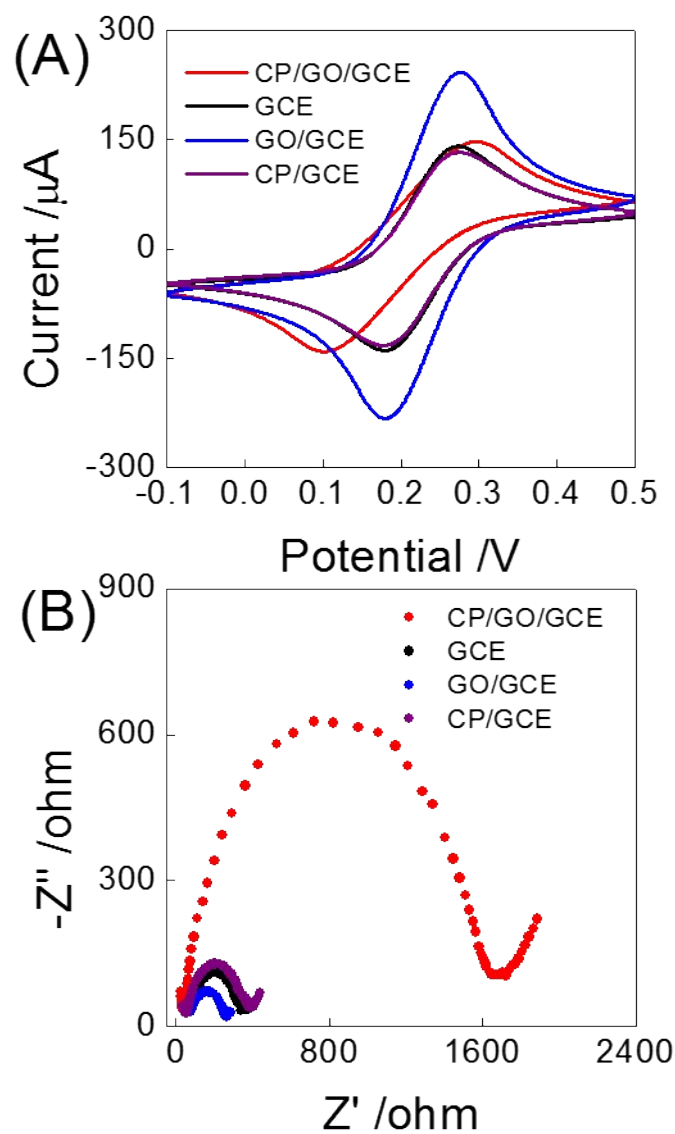 (A)
300
150
0
-150
-300
Current /μA
CP/GO/GCE
GCE
GO/GCE
CP/GCE
-0.1 0.0 0.1 0.2 0.3 0.4 0.5
Potential /V
(B)
900
600
300
0
-Z" /ohm
CP/GO/GCE
GCE
GO/GCE
CP/GCE
0 800 1600 2400
Z' /ohm